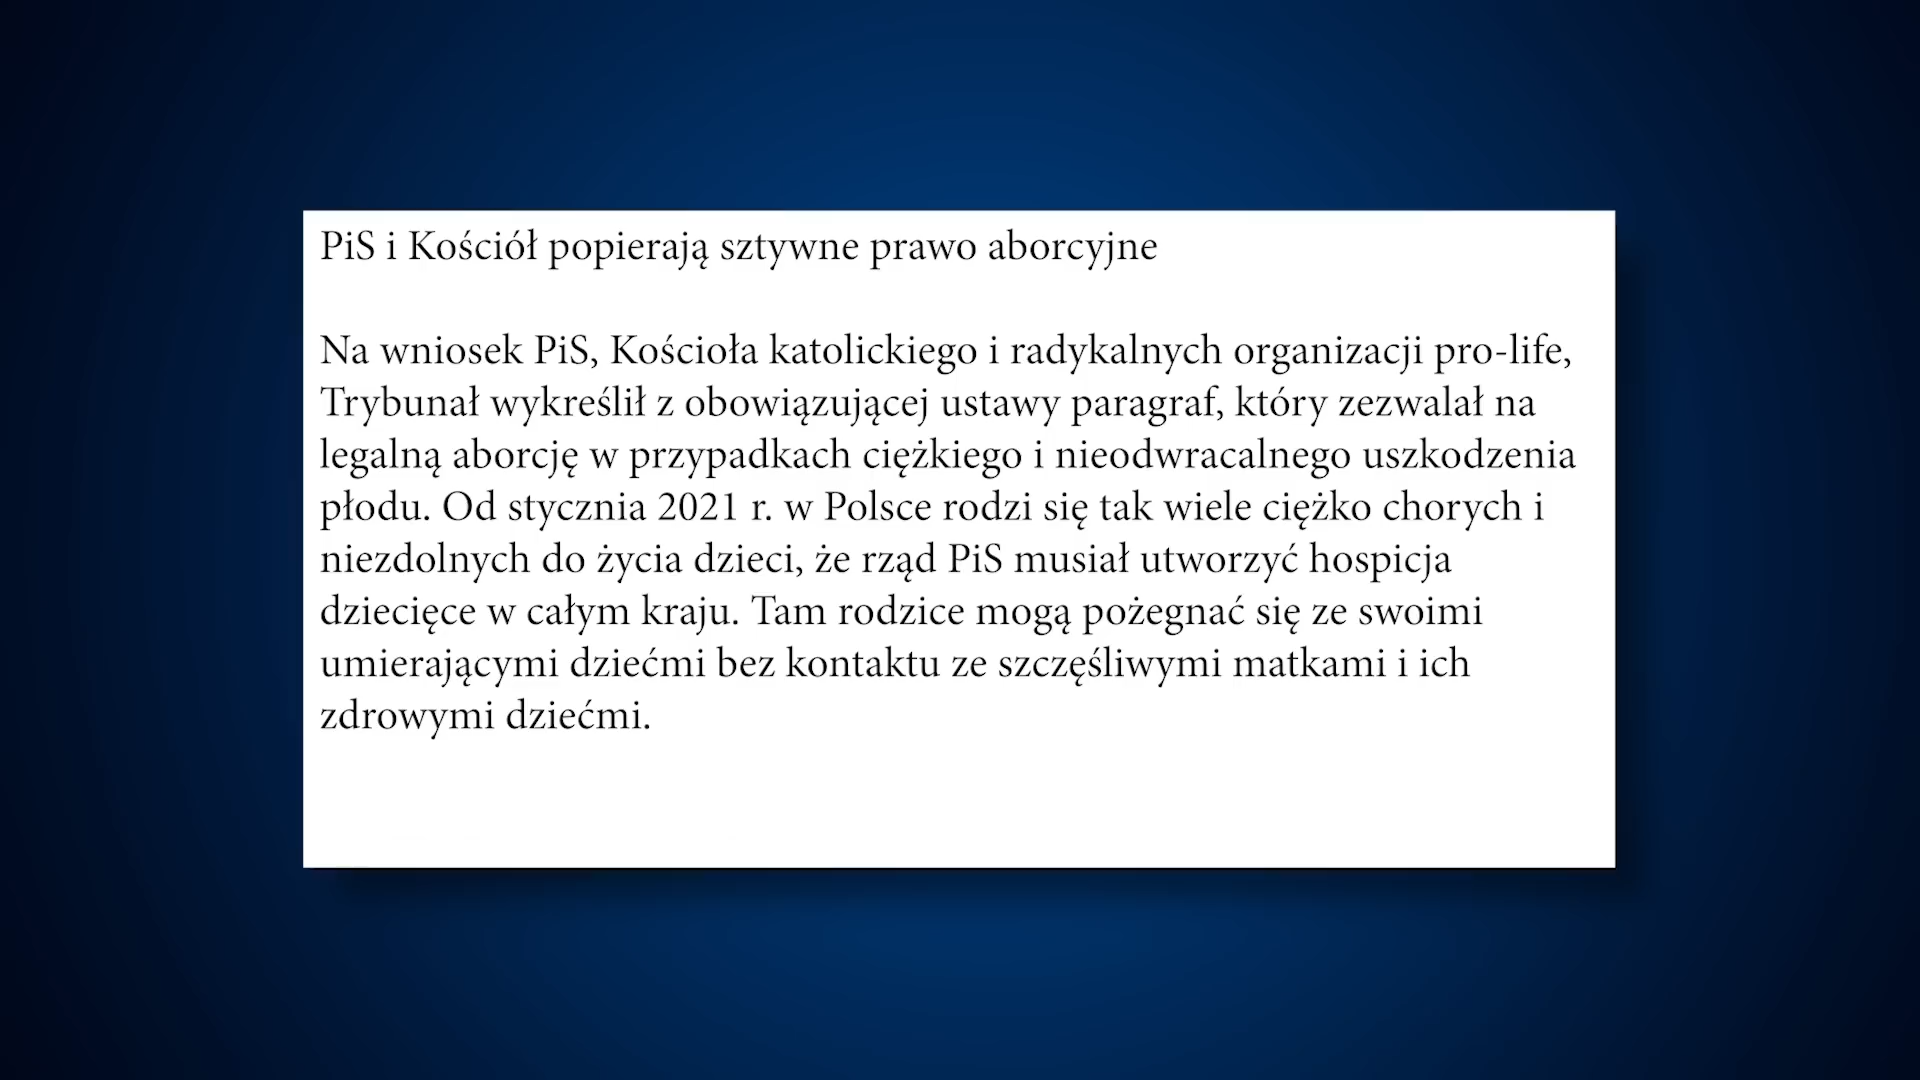 PiS i Kościół popierają sztywne prawo aborcyjne
Na wniosek PiS, Kościoła katolickiego i radykalnych organizacji pro-life,
Trybunał wykreślił z obowiązującej ustawy paragraf, który zezwalał na
legalną aborcję w przypadkach ciężkiego i nieodwracalnego uszkodzenia
płodu. Od stycznia 2021 r. w Polsce rodzi się tak wiele ciężko chorych i
niezdolnych do życia dzieci, że rząd PiS musiał utworzyć hospicja
dziecięce w całym kraju. Tam rodzice mogą pożegnać się ze swoimi
umierającymi dziećmi bez kontaktu ze szczęśliwymi matkami i ich
zdrowymi dziećmi.